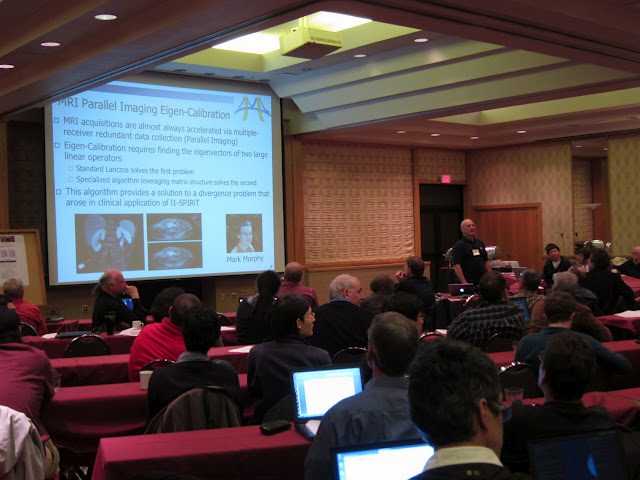 MRI Parallel Imaging Eigen-Calibration
MRI acquisitions are almost always accelerated via multiple-
receiver redundant data collection (Parallel Imaging)
Eigen-Calibration requires finding the eigenvectors of two large
linear operators
Standard Lanczos solves the first problem
Specialized algorithm leveraging matrix structure solves the second
This algorithm provides a solution to a divergence problem that
arose in clinical application of l1-SPIRiT
Mark Murphy
EXIT